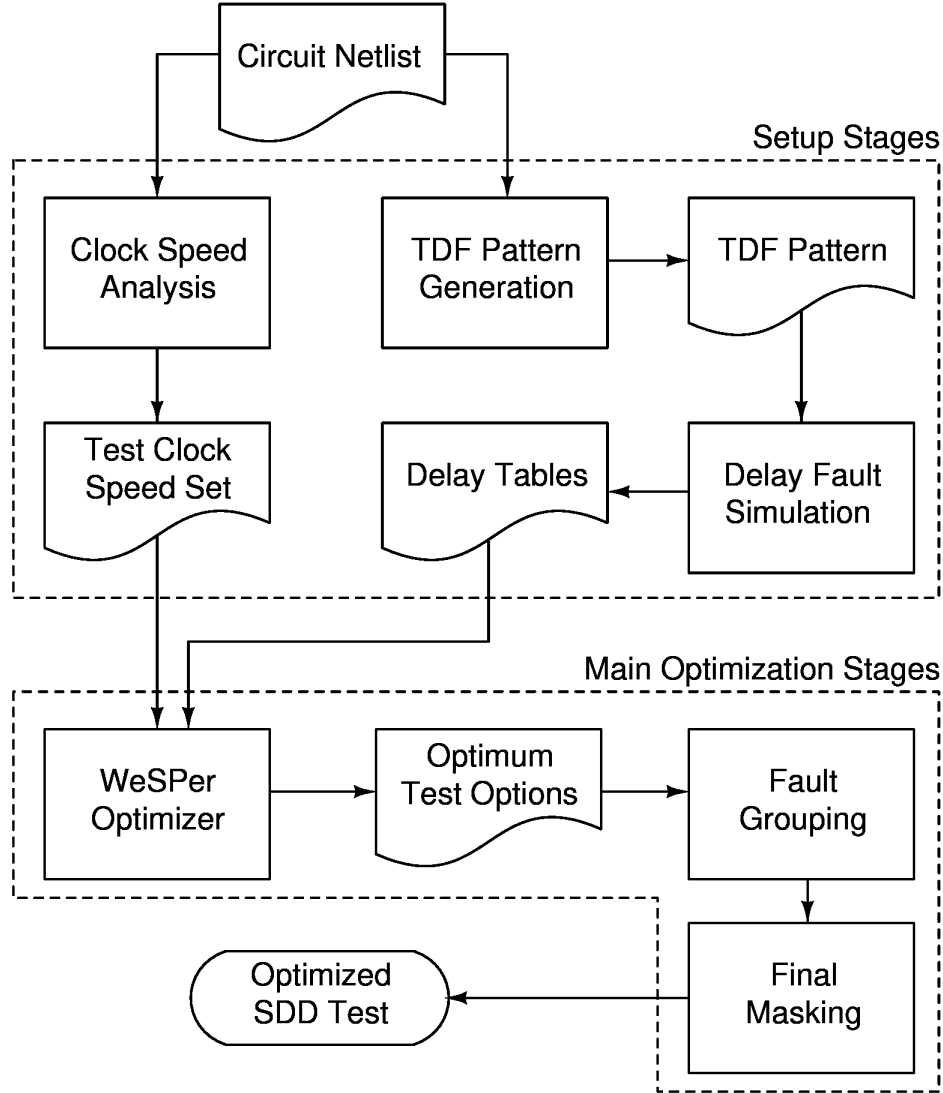 Circuit Netlist
Setup Stages
Clock Speed
Analysis
TDF Pattern
Generation
TDF Pattern
Test Clock
Speed Set
Delay Tables
Delay Fault
Simulation
Main Optimization Stages
WeSPer
Optimizer
Optimum
Test Options
Fault
Grouping
Optimized
SDD Test
Final
Masking